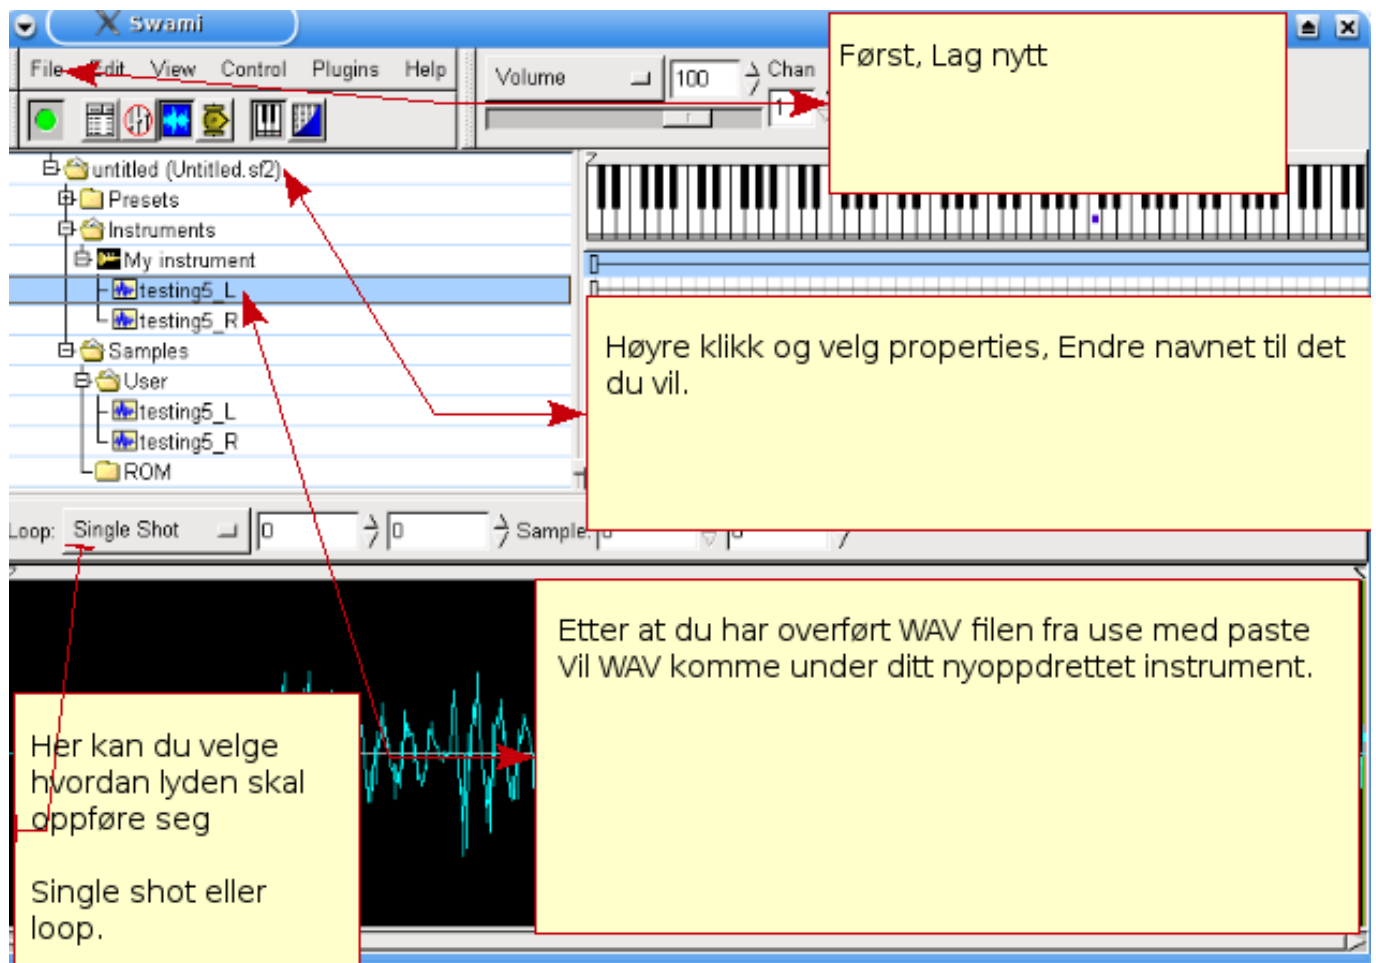 Swami
File Edit View Control Plugins Help
Volume 100 Chan
1
Først, Lag nytt
untitled (Untitled.sf2)
Presets
Instruments
My instrument
testing5_L
testing5_R
Samples
User
testing5_L
testing5_R
ROM
Høyre klikk og velg properties, Endre navnet til det
du vil.
Loop: Single Shot 0 0 Sample:
Etter at du har overført WAV filen fra use med paste
Vil WAV komme under ditt nyoppdrettet instrument.
Her kan du velge
hvordan lyden skal
oppføre seg
Single shot eller
loop.